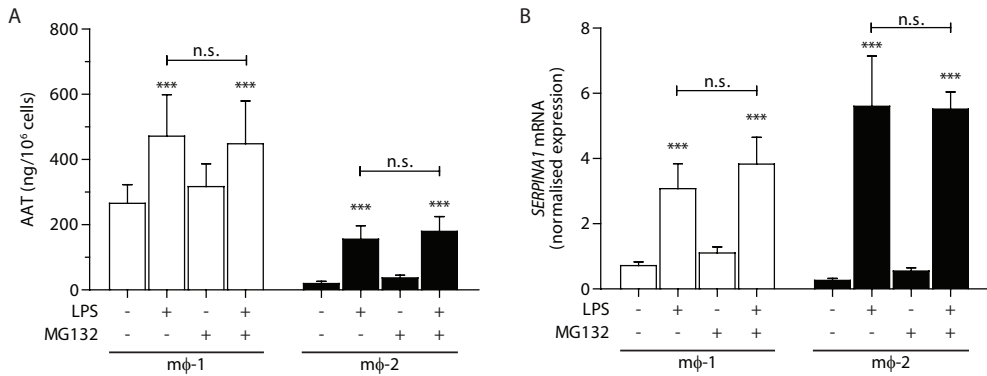 A
AAT (ng/10⁶ cells)
800
600
400
200
0
n.s.
*** ***
n.s.
*** ***
LPS - + - + - + - +
MG132 - - + + - - + +
mϕ-1 mϕ-2
B
SERPINA1 mRNA
(normalised expression)
8
6
4
2
0
n.s.
*** ***
n.s.
*** ***
LPS - + - + - + - +
MG132 - - + + - - + +
mϕ-1 mϕ-2